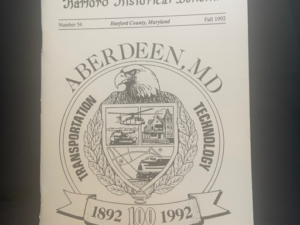 Harford Historical Bulletin
Number 54
Harford County, Maryland
Fall 1992
ABERDEEN, MD
TRANSPORTATION
TECHNOLOGY
1892 100 1992